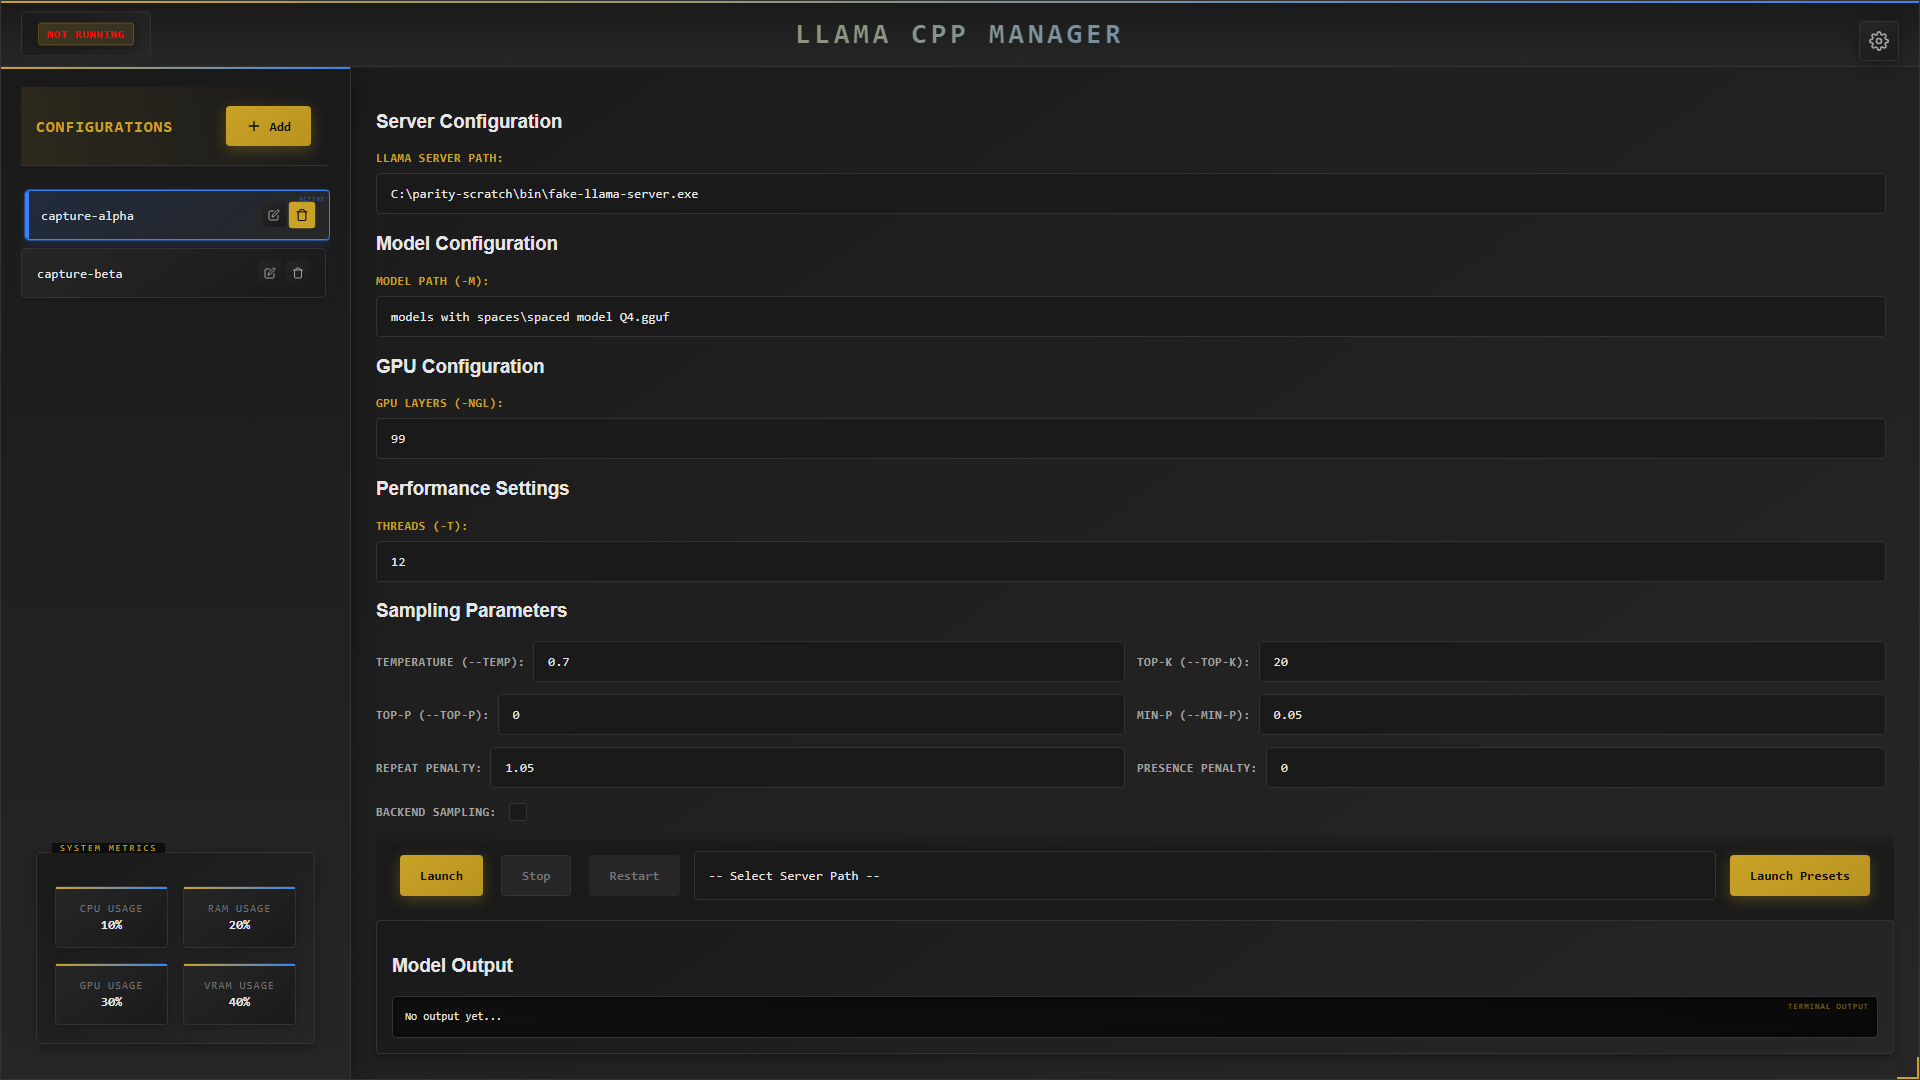 NOT RUNNING
LLAMA CPP MANAGER
CONFIGURATIONS
Add
ACTIVE
capture-alpha
capture-beta
SYSTEM METRICS
CPU USAGE
10%
RAM USAGE
20%
GPU USAGE
30%
VRAM USAGE
40%
Server Configuration
LLAMA SERVER PATH:
C:\parity-scratch\bin\fake-llama-server.exe
Model Configuration
MODEL PATH (-M):
models with spaces\spaced model Q4.gguf
GPU Configuration
GPU LAYERS (-NGL):
99
Performance Settings
THREADS (-T):
12
Sampling Parameters
TEMPERATURE (--TEMP): 0.7
TOP-K (--TOP-K): 20
TOP-P (--TOP-P): 0
MIN-P (--MIN-P): 0.05
REPEAT PENALTY: 1.05
PRESENCE PENALTY: 0
BACKEND SAMPLING:
Launch
Stop
Restart
-- Select Server Path --
Launch Presets
Model Output
TERMINAL OUTPUT
No output yet...